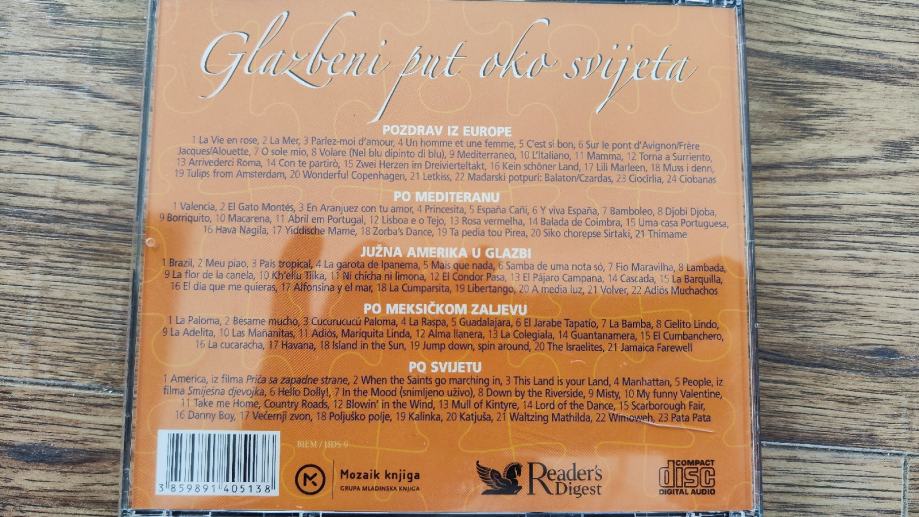 Glazbeni put oko svijeta
POZDRAV IZ EUROPE
1 La Vie en rose, 2 La Mer, 3 Parlez-moi d'amour, 4 Un homme et une femme, 5 C'est si bon, 6 Sur le pont d'Avignon/Frère
Jacques/Alouette, 7 O sole mio, 8 Volare (Nel blu dipinto di blu), 9 Mediterraneo, 10 L'Italiano, 11 Mamma, 12 Torna a Surriento,
13 Arrivederci Roma, 14 Con te partirò, 15 Zwei Herzen im Dreivierteltakt, 16 Kein schöner Land, 17 Lili Marleen, 18 Muss i denn,
19 Tulips from Amsterdam, 20 Wonderful Copenhagen, 21 Letkiss, 22 Mađarski potpuri: Balaton/Czardas, 23 Ciocîrlia, 24 Ciobanas
PO MEDITERANU
1 Valencia, 2 El Gato Montés, 3 En Aranjuez con tu amor, 4 Princesita, 5 España Cañi, 6 Y viva España, 7 Bamboleo, 8 Djobi Djoba,
9 Borriquito, 10 Macarena, 11 Abril em Portugal, 12 Lisboa e o Tejo, 13 Rosa vermelha, 14 Balada de Coimbra, 15 Uma casa Portuguesa,
16 Hava Nagila, 17 Yiddische Mame, 18 Zorba's Dance, 19 Ta pedia tou Pirea, 20 Siko chorepse Sirtaki, 21 Thimame
JUŽNA AMERIKA U GLAZBI
1 Brazil, 2 Meu piao, 3 Pais tropical, 4 La garota de Ipanema, 5 Mais que nada, 6 Samba de uma nota só, 7 Fio Maravilha, 8 Lambada,
9 La flor de la canela, 10 Kh'ellu Tiika, 11 Ni chicha ni limona, 12 El Condor Pasa, 13 El Pájaro Campana, 14 Cascada, 15 La Barquilla,
16 El día que me quieras, 17 Alfonsina y el mar, 18 La Cumparsita, 19 Libertango, 20 A media luz, 21 Volver, 22 Adiós Muchachos
PO MEKSIČKOM ZALJEVU
1 La Paloma, 2 Bésame mucho, 3 Cucurucucú Paloma, 4 La Raspa, 5 Guadalajara, 6 El Jarabe Tapatío, 7 La Bamba, 8 Cielito Lindo,
9 La Adelita, 10 Las Mañanitas, 11 Adiós, Mariquita Linda, 12 Alma llanera, 13 La Colegiala, 14 Guantanamera, 15 El Cumbanchero,
16 La cucaracha, 17 Havana, 18 Island in the Sun, 19 Jump down, spin around, 20 The Israelites, 21 Jamaica Farewell
PO SVIJETU
1 America, iz filma Priča sa zapadne strane, 2 When the Saints go marching in, 3 This Land is your Land, 4 Manhattan, 5 People, iz
filma Smiješna djevojka, 6 Hello Dolly!, 7 In the Mood (snimljeno uživo), 8 Down by the Riverside, 9 Misty, 10 My funny Valentine,
11 Take me Home, Country Roads, 12 Blowin' in the Wind, 13 Mull of Kintyre, 14 Lord of the Dance, 15 Scarborough Fair,
16 Danny Boy, 17 Večernji zvon, 18 Poljuško polje, 19 Kalinka, 20 Katjuša, 21 Waltzing Mathilda, 22 Wimoweh, 23 Pata Pata
3 859891 405138
Mozaik knjiga
GRUPA MLADINSKA KNJIGA
Reader's
Digest
COMPACT
disc
DIGITAL AUDIO